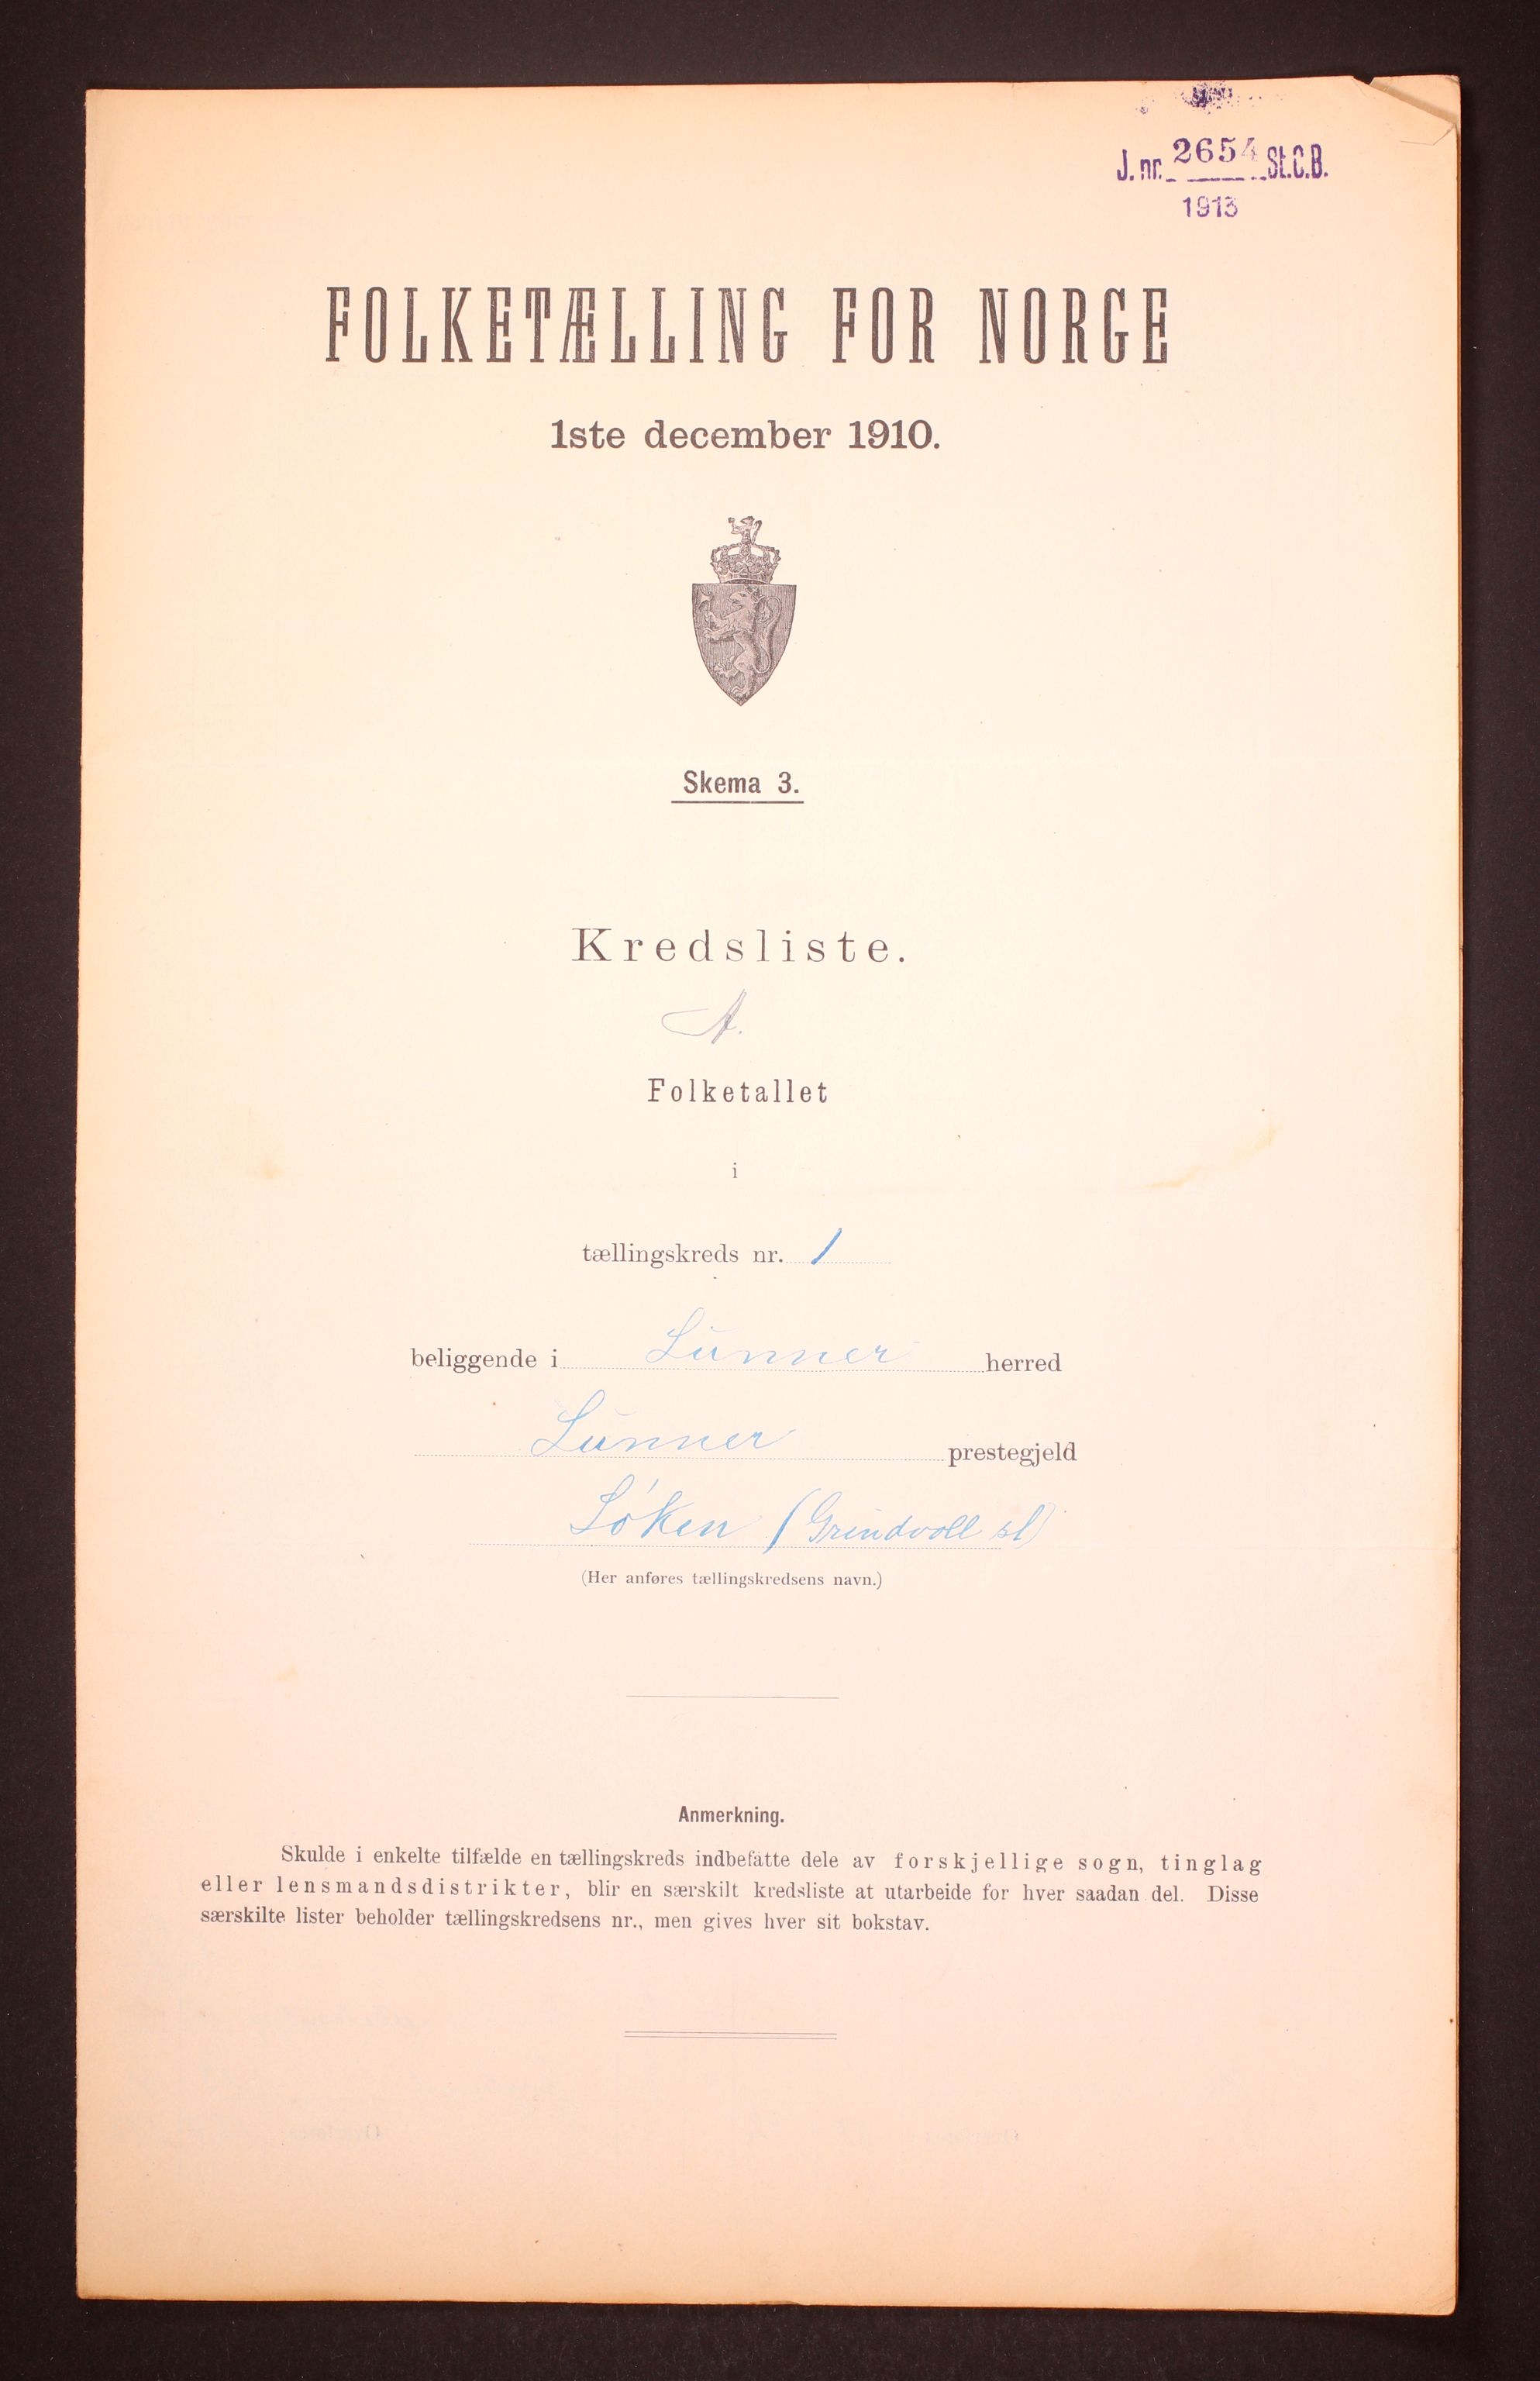 J. nr. 2654 St.C.B.
1913
FOLKETÆLLING FOR NORGE
1ste december 1910.
Skema 3.
Kredsliste.
A.
Folketallet
i
tællingskreds nr. 1
beliggende i Lunner herred
Lunner prestegjeld
Løken (Grindvoll sl)
(Her anføres tællingskredsens navn.)
Anmerkning.
Skulde i enkelte tilfælde en tællingskreds indbefatte dele av forskjellige sogn, tinglag
eller lensmandsdistrikter, blir en særskilt kredsliste at utarbeide for hver saadan del. Disse
særskilte lister beholder tællingskredsens nr., men gives hver sit bokstav.